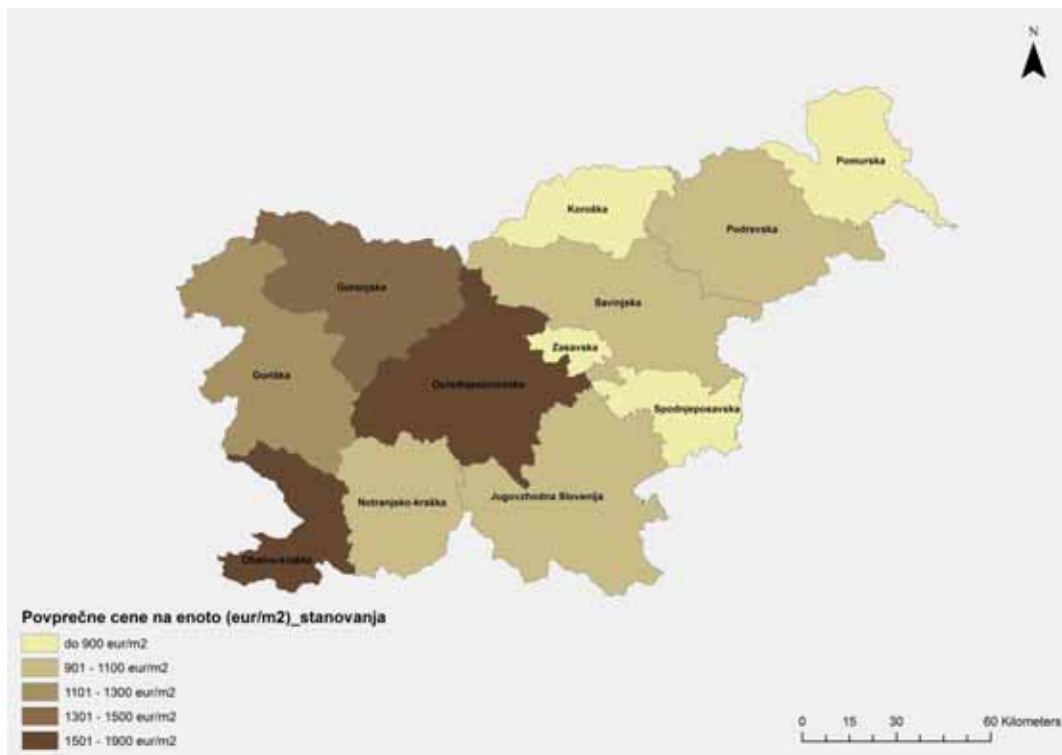 N
Pomurska
Koroška
Podravska
Gorenjska
Savinjska
Zasavska
Goriška
Osrednjeslovenska
Spodnjeposavska
Notranjsko-kraška
Jugovzhodna Slovenija
Obalno-kraška
Povprečne cene na enoto (eur/m2)_stanovanja
do 900 eur/m2
901 - 1100 eur/m2
1101 - 1300 eur/m2
1301 - 1500 eur/m2
1501 - 1900 eur/m2
0 15 30 60 Kilometers